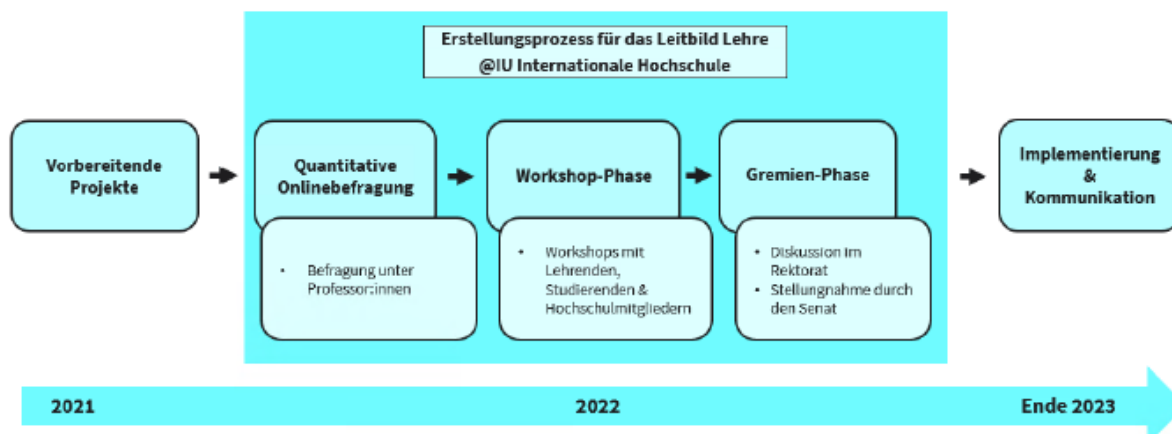 Erstellungsprozess für das Leitbild Lehre
@IU Internationale Hochschule
Vorbereitende
Projekte
Quantitative
Onlinebefragung
• Befragung unter
Professor:innen
Workshop-Phase
• Workshops mit
Lehrenden,
Studierenden &
Hochschulmitgliedern
Gremien-Phase
• Diskussion im
Rektorat
• Stellungnahme durch
den Senat
Implementierung
&
Kommunikation
2021
2022
Ende 2023